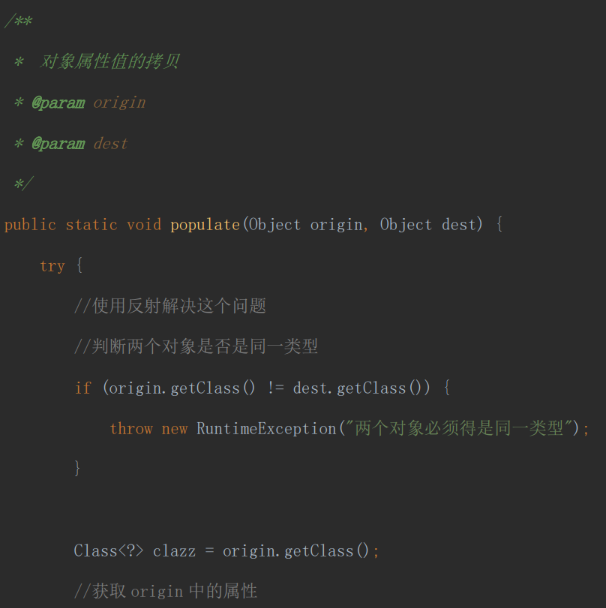 /**
 *  对象属性值的拷贝
 * @param origin
 * @param dest
 */
public static void populate(Object origin, Object dest) {
    try {
        //使用反射解决这个问题
        //判断两个对象是否是同一类型
        if (origin.getClass() != dest.getClass()) {
            throw new RuntimeException("两个对象必须得是同一类型");
        }
        Class<?> clazz = origin.getClass();
        //获取 origin 中的属性